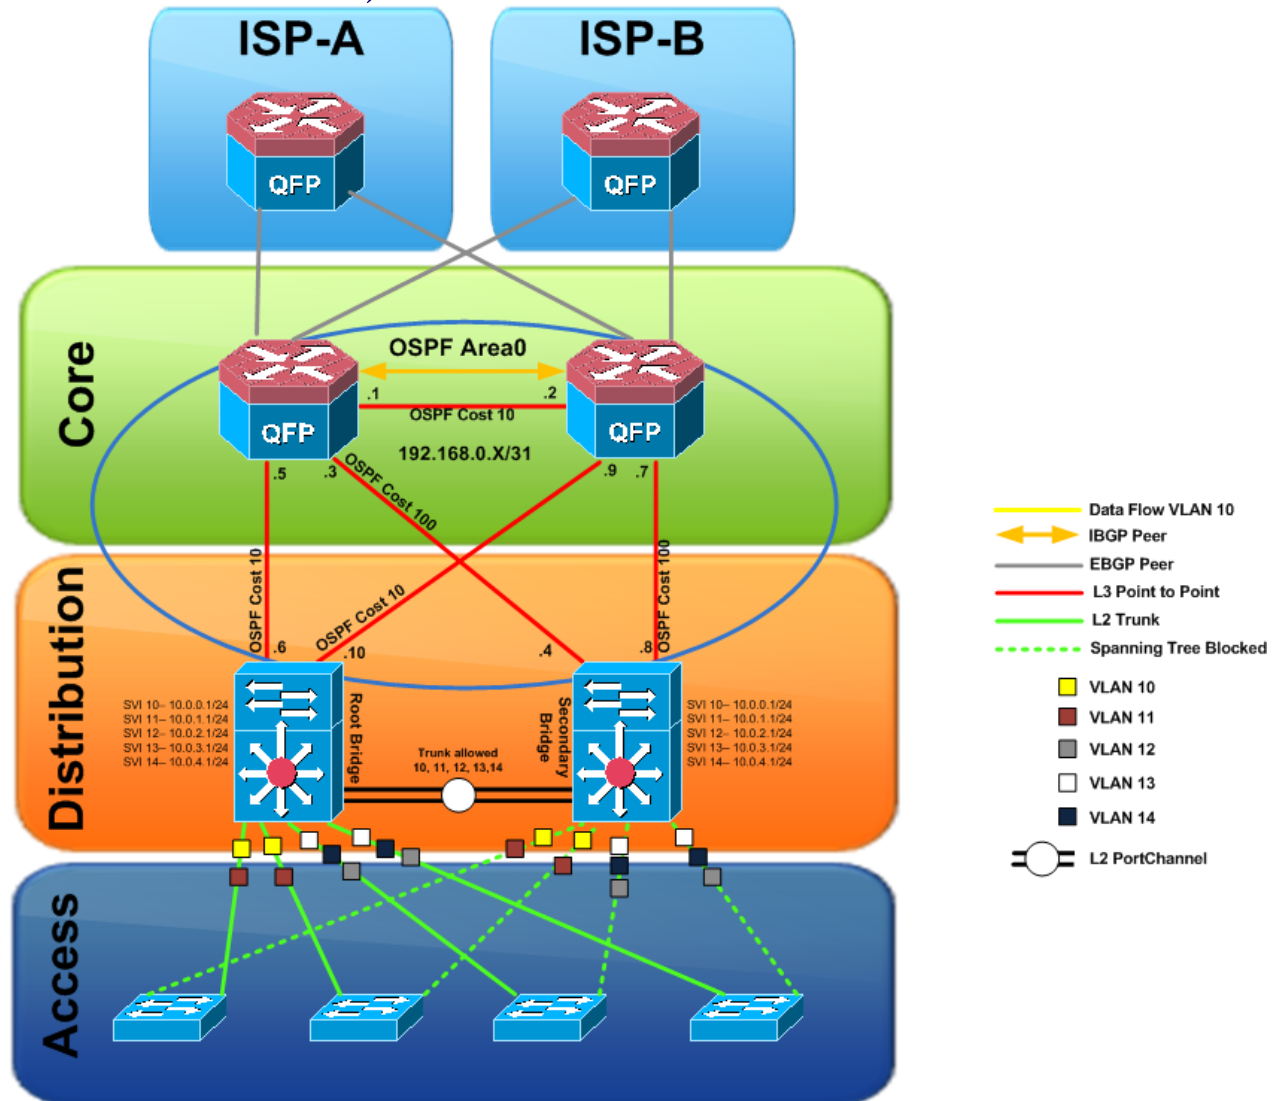 ISP-A
ISP-B
QFP
QFP
Core
OSPF Area0
.1
.2
OSPF Cost 10
QFP
QFP
192.168.0.X/31
.5
.3
.9
.7
OSPF Cost 100
OSPF Cost 10
OSPF Cost 10
OSPF Cost 100
Distribution
.6
.10
.4
.8
SVI 10– 10.0.0.1/24
SVI 11– 10.0.1.1/24
SVI 12– 10.0.2.1/24
SVI 13– 10.0.3.1/24
SVI 14– 10.0.4.1/24
Root Bridge
Trunk allowed
10, 11, 12, 13,14
Secondary
Bridge
SVI 10– 10.0.0.1/24
SVI 11– 10.0.1.1/24
SVI 12– 10.0.2.1/24
SVI 13– 10.0.3.1/24
SVI 14– 10.0.4.1/24
Access
Data Flow VLAN 10
IBGP Peer
EBGP Peer
L3 Point to Point
L2 Trunk
Spanning Tree Blocked
VLAN 10
VLAN 11
VLAN 12
VLAN 13
VLAN 14
L2 PortChannel